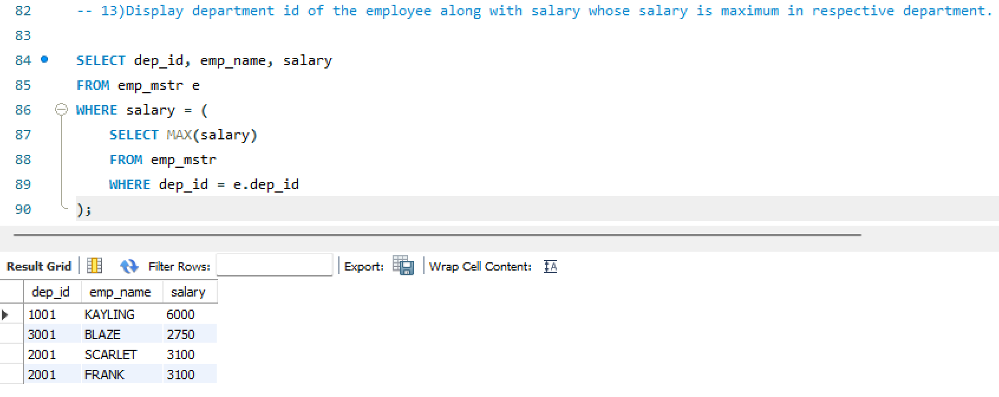 82 -- 13)Display department id of the employee along with salary whose salary is maximum in respective department.
83
84 SELECT dep_id, emp_name, salary
85 FROM emp_mstr e
86 WHERE salary = (
87 SELECT MAX(salary)
88 FROM emp_mstr
89 WHERE dep_id = e.dep_id
90 );
Result Grid Filter Rows: Export: Wrap Cell Content: IA
dep_id emp_name salary
1001 KAYLING 6000
3001 BLAZE 2750
2001 SCARLET 3100
2001 FRANK 3100